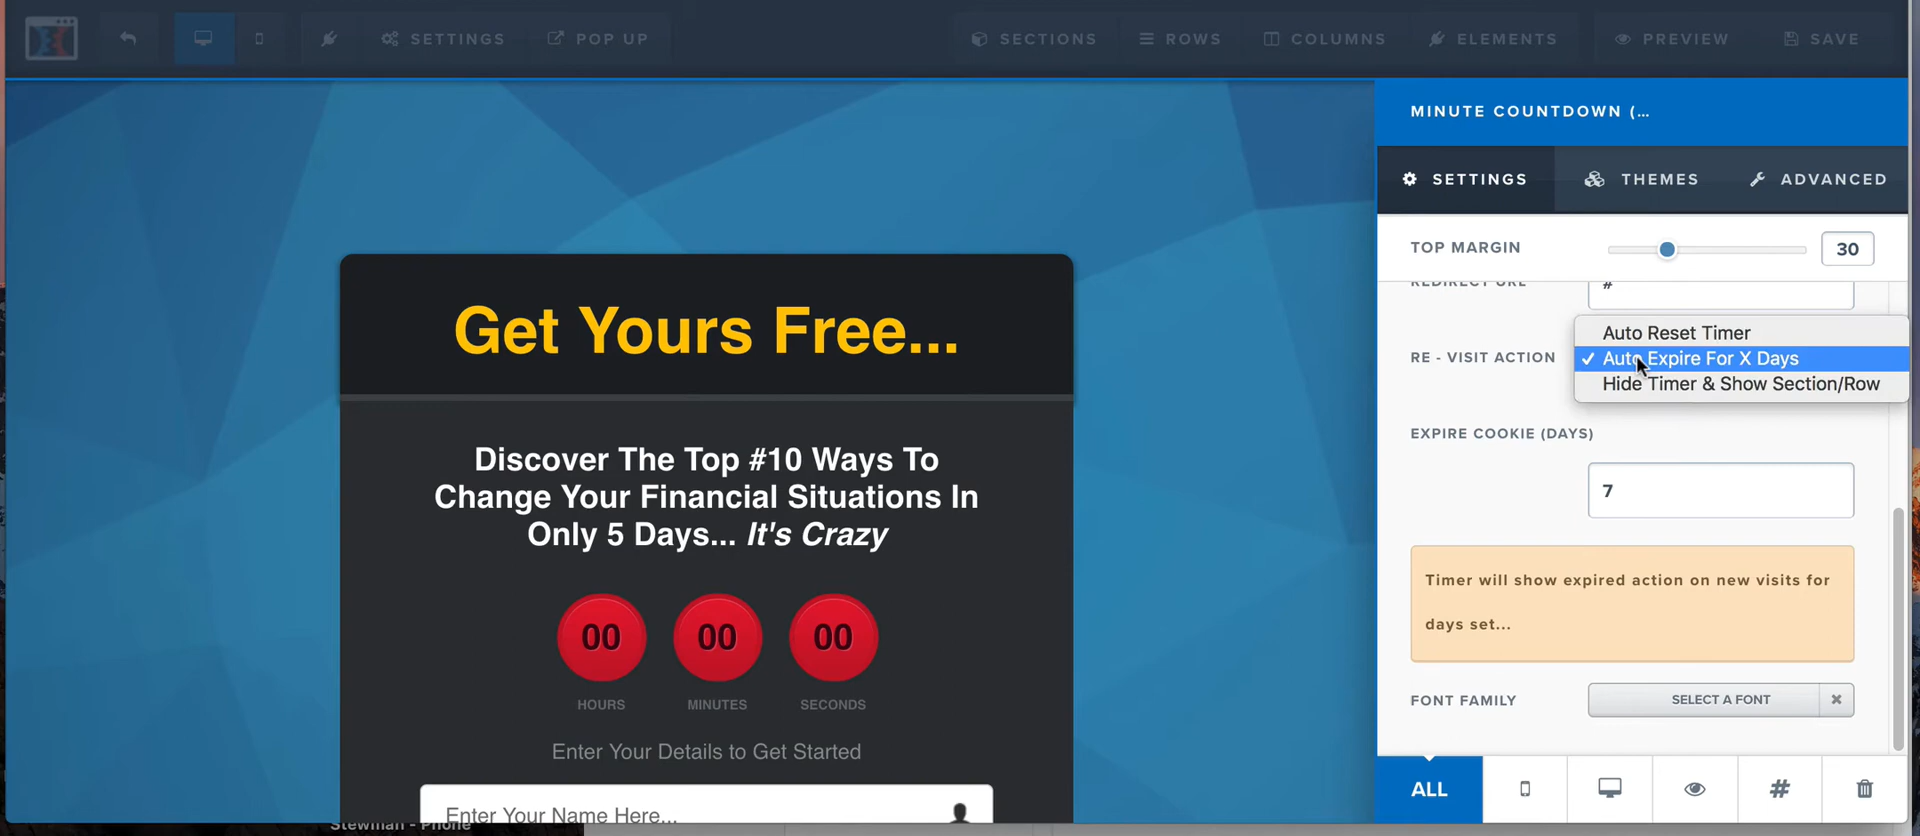 SETTINGS
POP UP
SECTIONS
ROWS
COLUMNS
ELEMENTS
PREVIEW
SAVE
MINUTE COUNTDOWN (...
SETTINGS
THEMES
ADVANCED
TOP MARGIN
30
REDIRECT URL
#
Auto Reset Timer
RE - VISIT ACTION
✓ Auto Expire For X Days
Hide Timer & Show Section/Row
EXPIRE COOKIE (DAYS)
7
Timer will show expired action on new visits for
days set...
FONT FAMILY
SELECT A FONT
×
ALL
#
Get Yours Free...
Discover The Top #10 Ways To
Change Your Financial Situations In
Only 5 Days... It's Crazy
00 00 00
HOURS MINUTES SECONDS
Enter Your Details to Get Started
Enter Your Name Here...
Stewman - Phone